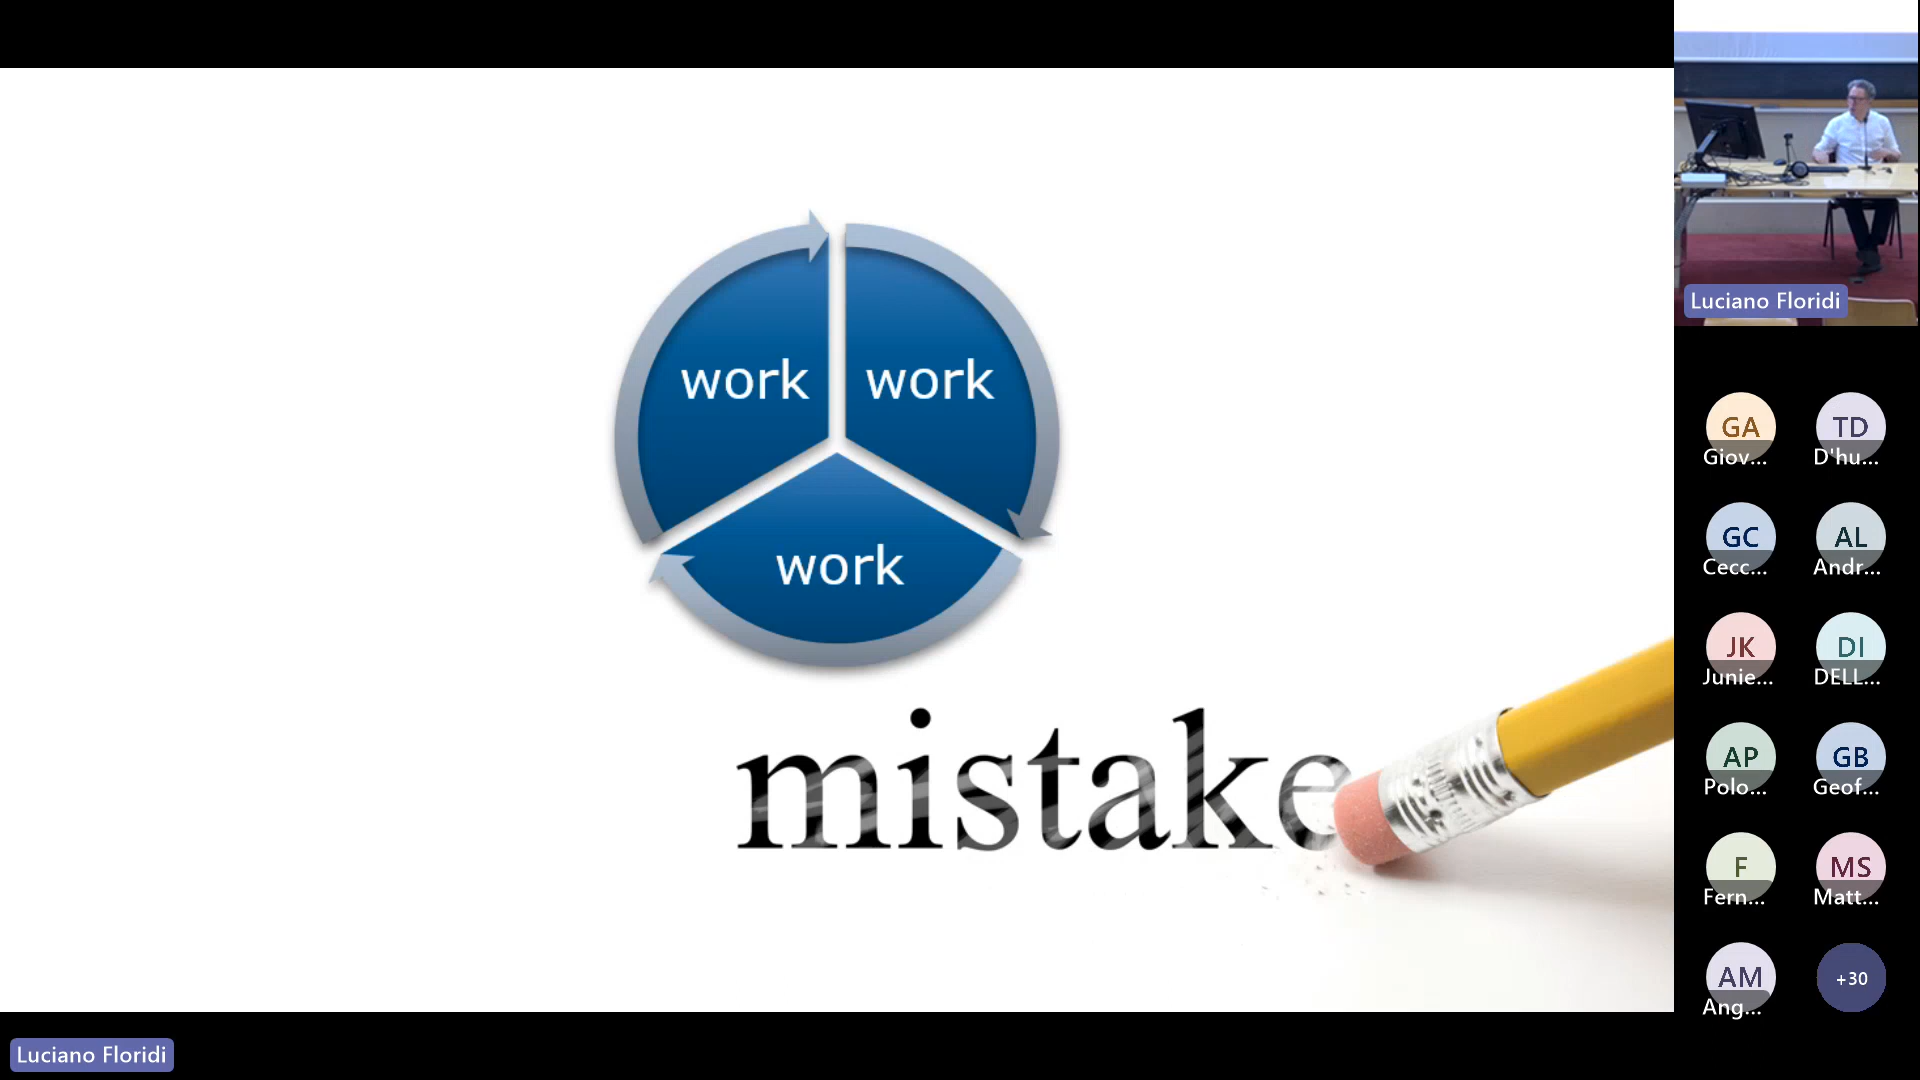 work work
work
mistake
Luciano Floridi
GA TD
Giov... D'hu...
GC AL
Cecc... Andr...
JK DI
Junie... DELL...
AP GB
Polo... Geof...
F MS
Fern... Matt...
AM +30
Ang...
Luciano Floridi